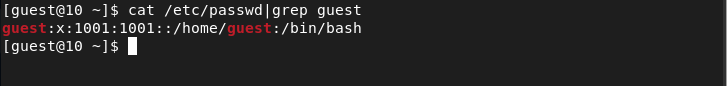 [guest@10 ~]$ cat /etc/passwd|grep guest
guest:x:1001:1001::/home/guest:/bin/bash
[guest@10 ~]$